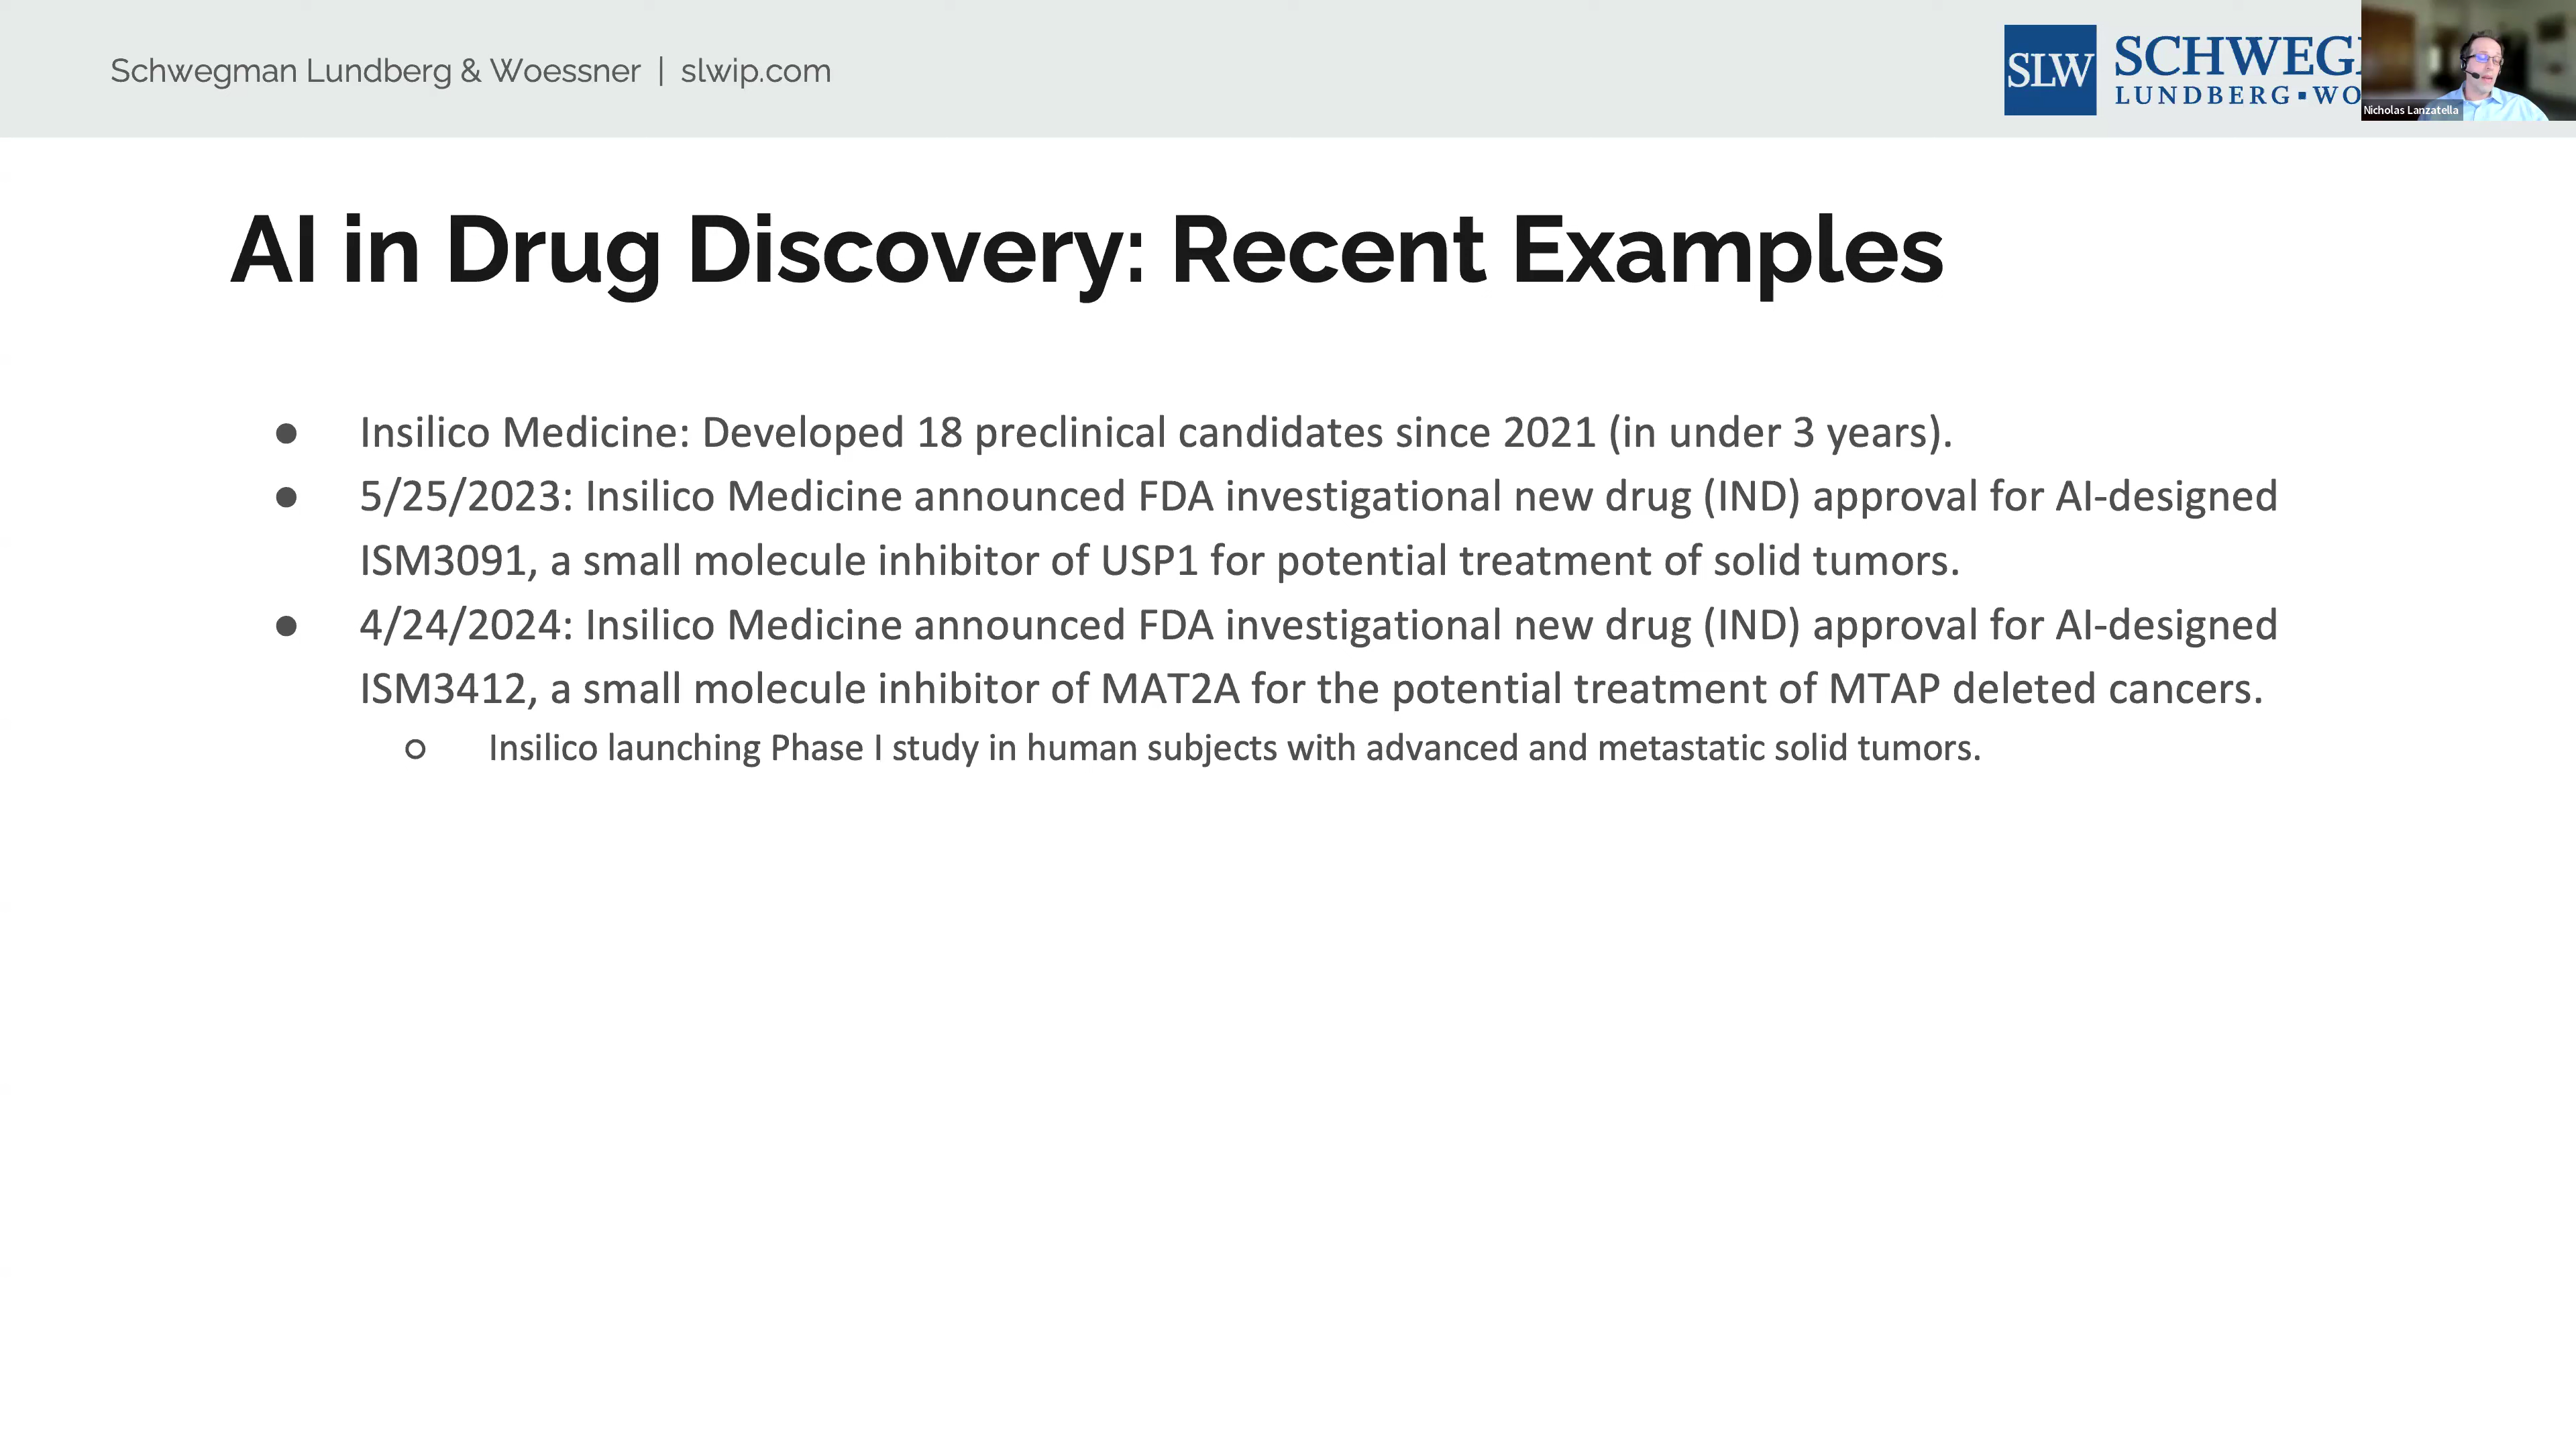 Schwegman Lundberg & Woessner | slwip.com
SLW
SCHWEG
LUNDBERG▪WO
Nicholas Lanzatella
AI in Drug Discovery: Recent Examples
● Insilico Medicine: Developed 18 preclinical candidates since 2021 (in under 3 years).
● 5/25/2023: Insilico Medicine announced FDA investigational new drug (IND) approval for AI-designed
ISM3091, a small molecule inhibitor of USP1 for potential treatment of solid tumors.
● 4/24/2024: Insilico Medicine announced FDA investigational new drug (IND) approval for AI-designed
ISM3412, a small molecule inhibitor of MAT2A for the potential treatment of MTAP deleted cancers.
○ Insilico launching Phase I study in human subjects with advanced and metastatic solid tumors.